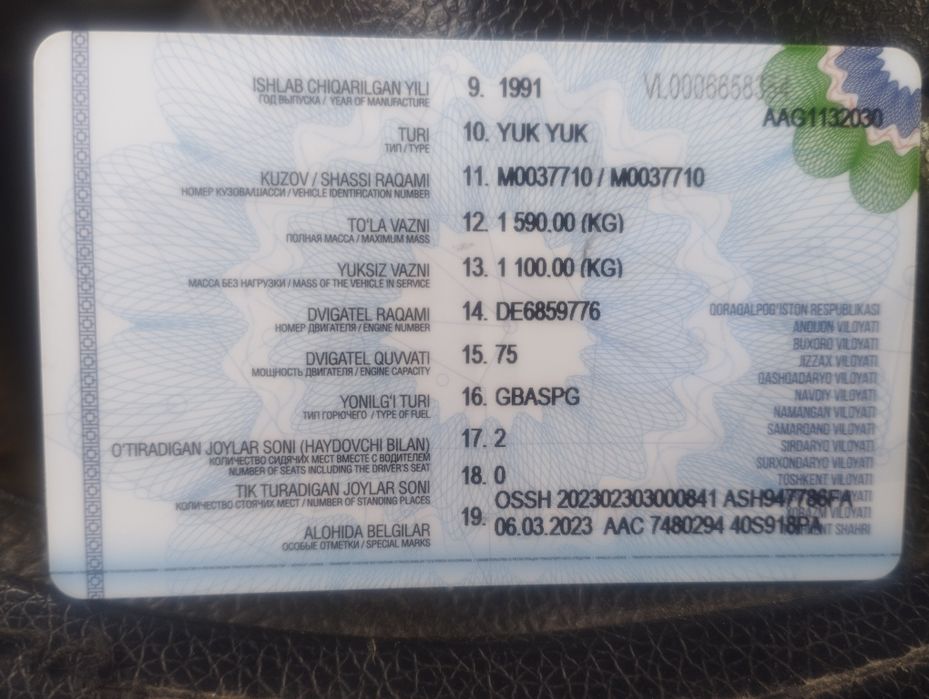 ISHLAB CHIQARILGAN YILI 9. 1991
ГОД ВЫПУСКА / YEAR OF MANUFACTURE
AAG1132030
TURI 10. YUK YUK
ТИП / TYPE
KUZOV / SHASSI RAQAMI 11. M0037710 / M0037710
НОМЕР КУЗОВА/ШАССИ / VEHICLE IDENTIFICATION NUMBER
TO'LA VAZNI 12. 1 590.00 (KG)
ПОЛНАЯ МАССА / MAXIMUM MASS
YUKSIZ VAZNI 13. 1 100.00 (KG)
МАССА БЕЗ НАГРУЗКИ / MASS OF THE VEHICLE IN SERVICE
DVIGATEL RAQAMI 14. DE6859776
НОМЕР ДВИГАТЕЛЯ / ENGINE NUMBER
DVIGATEL QUVVATI 15. 75
МОЩНОСТЬ ДВИГАТЕЛЯ / ENGINE CAPACITY
YONILG'I TURI 16. GBASPG
ТИП ГОРЮЧЕГО / TYPE OF FUEL
O'TIRADIGAN JOYLAR SONI (HAYDOVCHI BILAN) 17. 2
КОЛИЧЕСТВО СИДЯЧИХ МЕСТ ВМЕСТЕ С ВОДИТЕЛЕМ
NUMBER OF SEATS INCLUDING THE DRIVER'S SEAT
TIK TURADIGAN JOYLAR SONI 18. 0
КОЛИЧЕСТВО СТОЯЧИХ МЕСТ / NUMBER OF STANDING PLACES
ALOHIDA BELGILAR 19. OSSH 202302303000841 ASH947786FA
06.03.2023 AAC 7480294 40S918PA
ОСОБЫЕ ОТМЕТКИ / SPECIAL MARKS
QORAQALPOG'ISTON RESPUBLIKASI
ANDIJON VILOYATI
BUXORO VILOYATI
JIZZAX VILOYATI
QASHQADARYO VILOYATI
NAVOIY VILOYATI
NAMANGAN VILOYATI
SAMARQAND VILOYATI
SIRDARYO VILOYATI
SURXONDARYO VILOYATI
TOSHKENT VILOYATI